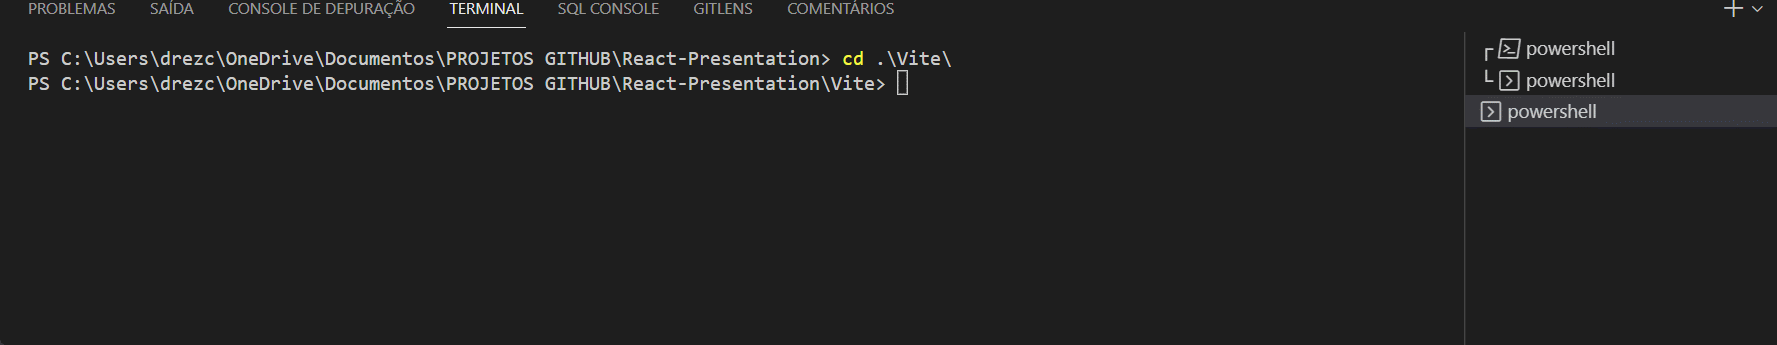 PROBLEMAS SAÍDA CONSOLE DE DEPURAÇÃO TERMINAL SQL CONSOLE GITLENS COMENTÁRIOS
PS C:\Users\drezc\OneDrive\Documentos\PROJETOS GITHUB\React-Presentation> cd .\Vite\
PS C:\Users\drezc\OneDrive\Documentos\PROJETOS GITHUB\React-Presentation\Vite>
powershell
powershell
powershell